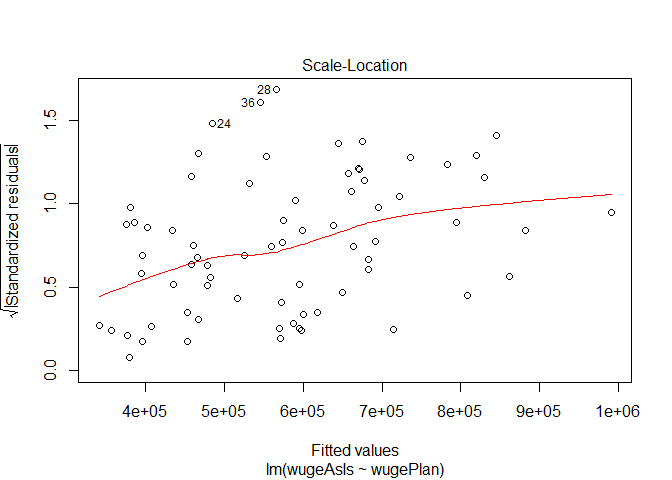 Scale-Location
√|Standardized residuals|
1.5
1.0
0.5
0.0
28
36
24
4e+05 5e+05 6e+05 7e+05 8e+05 9e+05 1e+06
Fitted values
lm(wugeAsIs ~ wugePlan)